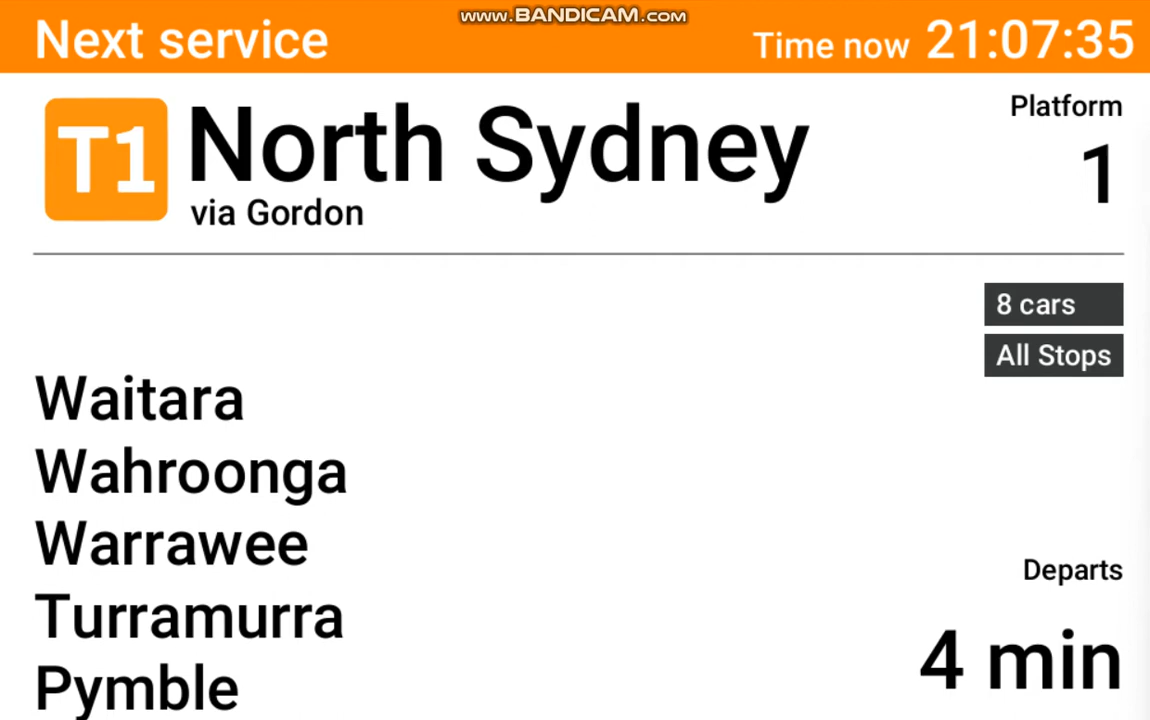 www.BANDICAM.com
Next service
Time now 21:07:35
T1 North Sydney
via Gordon
Platform
1
8 cars
All Stops
Waitara
Wahroonga
Warrawee
Turramurra
Pymble
Departs
4 min